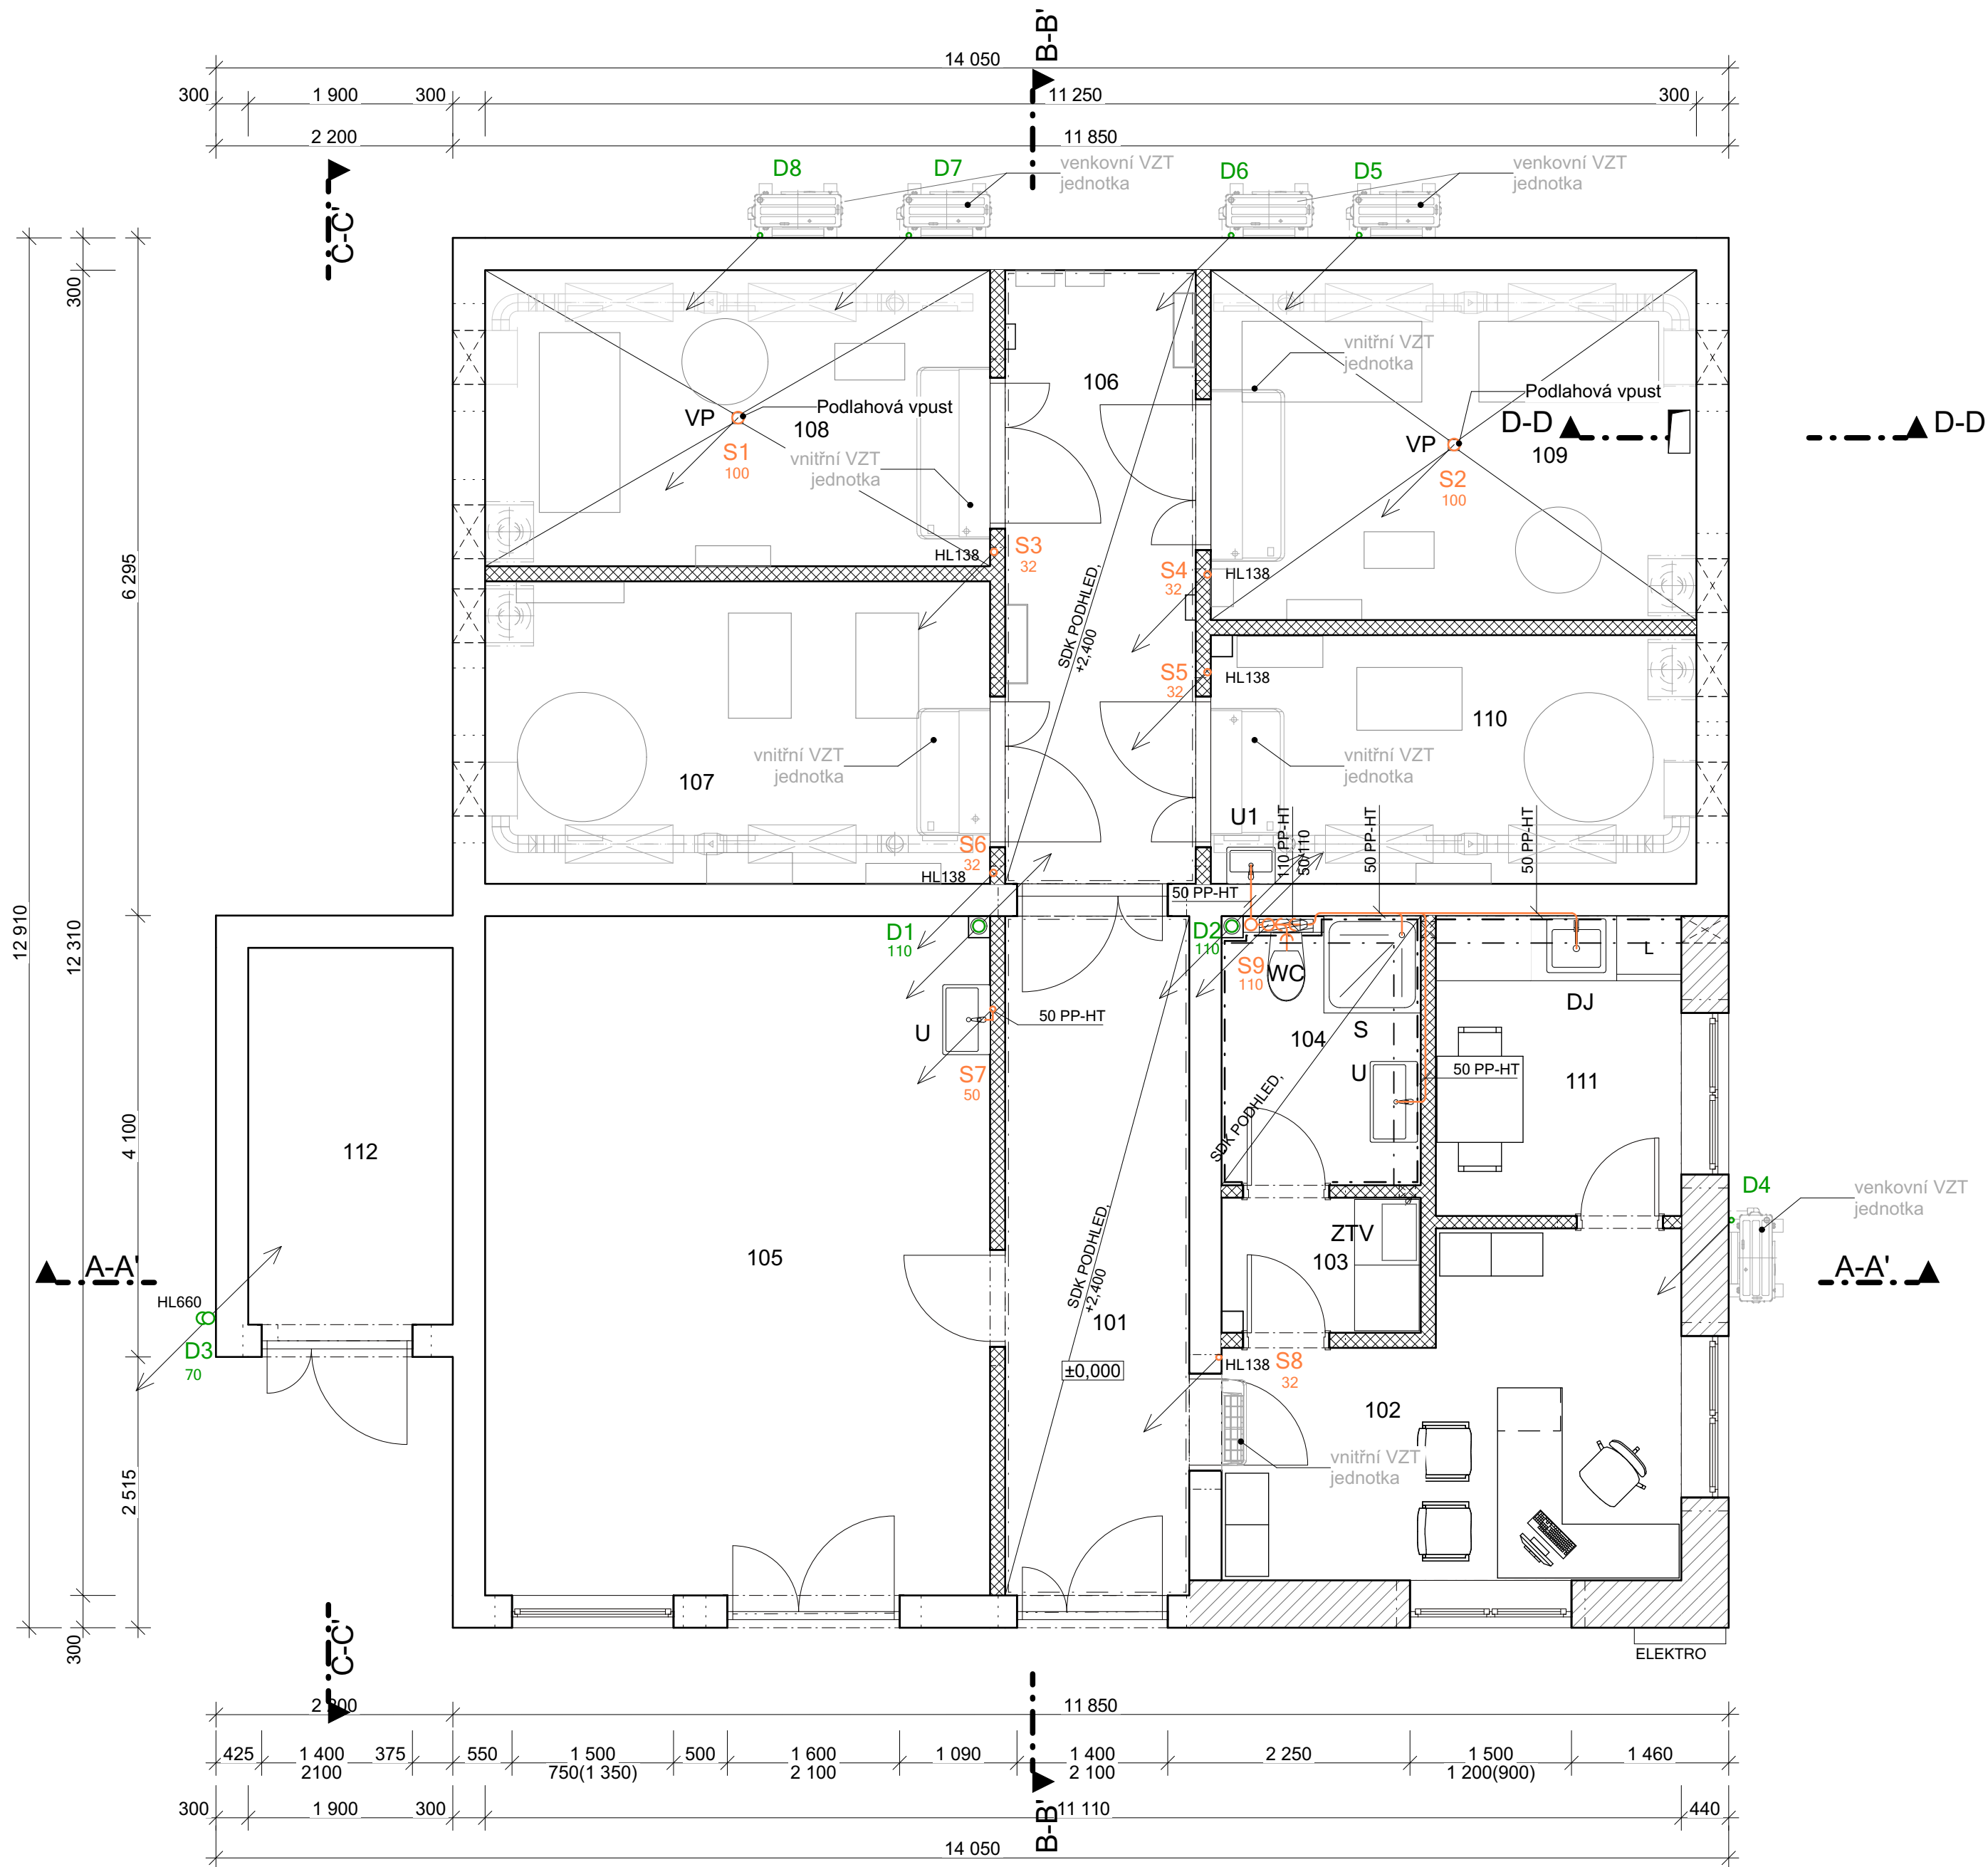 B-B'
14 050
300
1 900
300
11 250
300
2 200
11 850
C-C'
D8
D7
venkovní VZT
jednotka
D6
D5
venkovní VZT
jednotka
300
vnitřní VZT
jednotka
106
VP
Podlahová vpust
108
S1
100
vnitřní VZT
jednotka
Podlahová vpust
VP
109
S2
100
D-D
D-D
HL138
S3
32
S4
32
HL138
6 295
SDK PODHLED,
+2,400
S5
32
HL138
107
vnitřní VZT
jednotka
110
vnitřní VZT
jednotka
U1
110 PP-HT
50/110
50 PP-HT
50 PP-HT
S6
32
HL138
50 PP-HT
12 910
12 310
D1
110
D2
110
S9
110
WC
L
DJ
U
50 PP-HT
S7
50
104
S
U
50 PP-HT
111
SDK PODHLED,
4 100
112
D4
venkovní VZT
jednotka
SDK PODHLED,
+2,400
ZTV
103
105
A-A'
A-A'
HL660
D3
70
101
±0,000
HL138
S8
32
102
vnitřní VZT
jednotka
2 515
300
C-C'
ELEKTRO
11 850
425
1 400
2100
375
550
1 500
750(1 350)
500
1 600
2 100
1 090
1 400
2 100
2 250
1 500
1 200(900)
1 460
300
1 900
300
11 110
440
B-B'
14 050